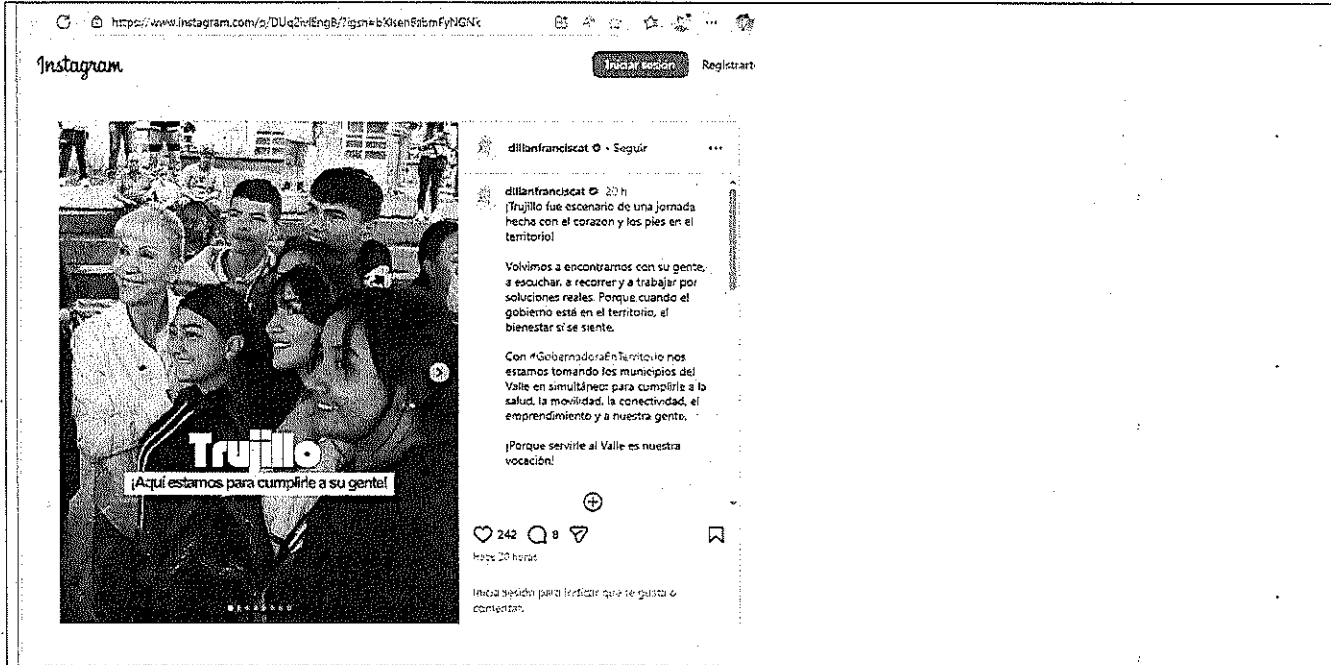 Instagram
Iniciar sesión
Registrart
dilianfranciscat • Seguir
dilianfranciscat 20 h
¡Trujillo fue escenario de una jornada
hecha con el corazon y los pies en el
territorio!
Volvimos a encontrarnos con su gente,
a escuchar, a recorrer y a trabajar por
soluciones reales. Porque cuando el
gobierno está en el territorio, el
bienestar sí se siente.
Con #GobernadoraEnTerritorio nos
estamos tomando los municipios del
Valle en simultáneo: para cumplirle a la
salud, la movilidad, la conectividad, el
emprendimiento y a nuestra gente.
¡Porque servirle al Valle es nuestra
vocación!
Trujillo
¡Aquí estamos para cumplirle a su gente!
242 8
Hace 20 horas
Inicia sesión para indicar que te gusta o
comentar.